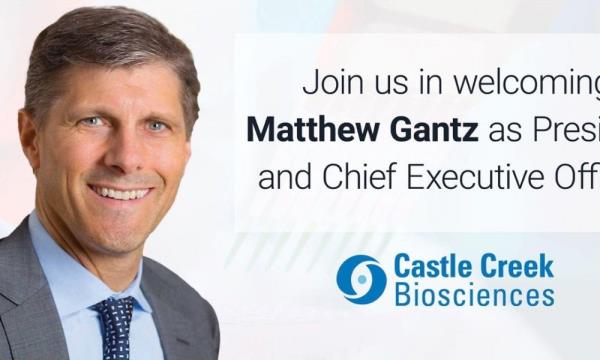 Join us in welcoming
Matthew Gantz as Presi
and Chief Executive Off
Castle Creek
Biosciences